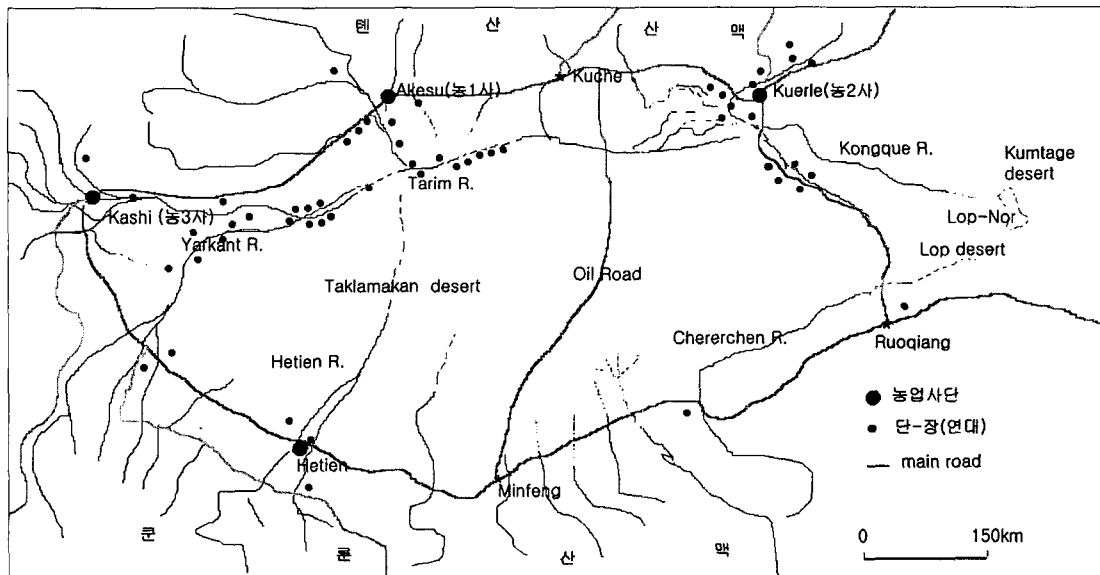 텐 산 산 맥
Kuche
Akesu(농1사)
Kuerle(농2사)
Kongque R.
Kumtage
desert
Tarim R.
Lop-Nor
Kashi (농3사)
Yarkant R.
Lop desert
Taklamakan desert
Oil Road
Chererchen R.
Ruoqiang
Hetien R.
농업사단
단-장(연대)
main road
Hetien
Minfeng
쿤 룬 산 맥
0 150km